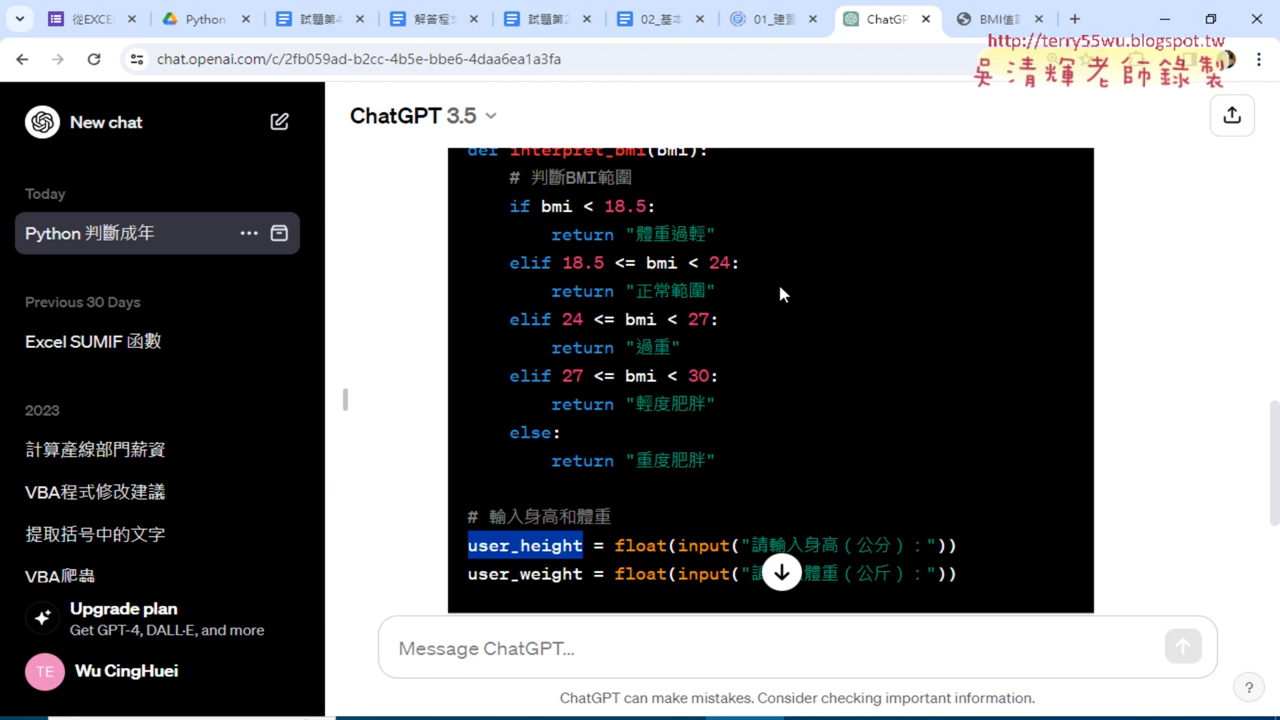 從EXCE
Python
試題第4
解答程
試題第2
02_基本
01_建置
ChatGP
BMI值
http://terry55wu.blogspot.tw
chat.openai.com/c/2fb059ad-b2cc-4b5e-bbe6-4daa6ea1a3fa
吳清輝老師錄製
New chat
Today
Python 判斷成年
Previous 30 Days
Excel SUMIF 函數
2023
計算產線部門薪資
VBA程式修改建議
提取括号中的文字
VBA爬蟲
Upgrade plan
Get GPT-4, DALL·E, and more
TE
Wu CingHuei
ChatGPT 3.5
def interpret_bmi(bmi):
# 判斷BMI範圍
if bmi < 18.5:
return "體重過輕"
elif 18.5 <= bmi < 24:
return "正常範圍"
elif 24 <= bmi < 27:
return "過重"
elif 27 <= bmi < 30:
return "輕度肥胖"
else:
return "重度肥胖"
# 輸入身高和體重
user_height = float(input("請輸入身高（公分）："))
user_weight = float(input("請 體重（公斤）："))
Message ChatGPT...
ChatGPT can make mistakes. Consider checking important information.
?